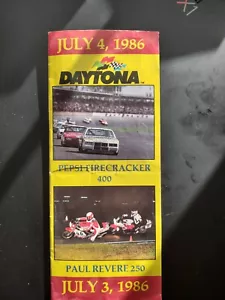 JULY 4, 1986
DAYTONA
PEPSI FIRECRACKER
400
PAUL REVERE 250
JULY 3, 1986